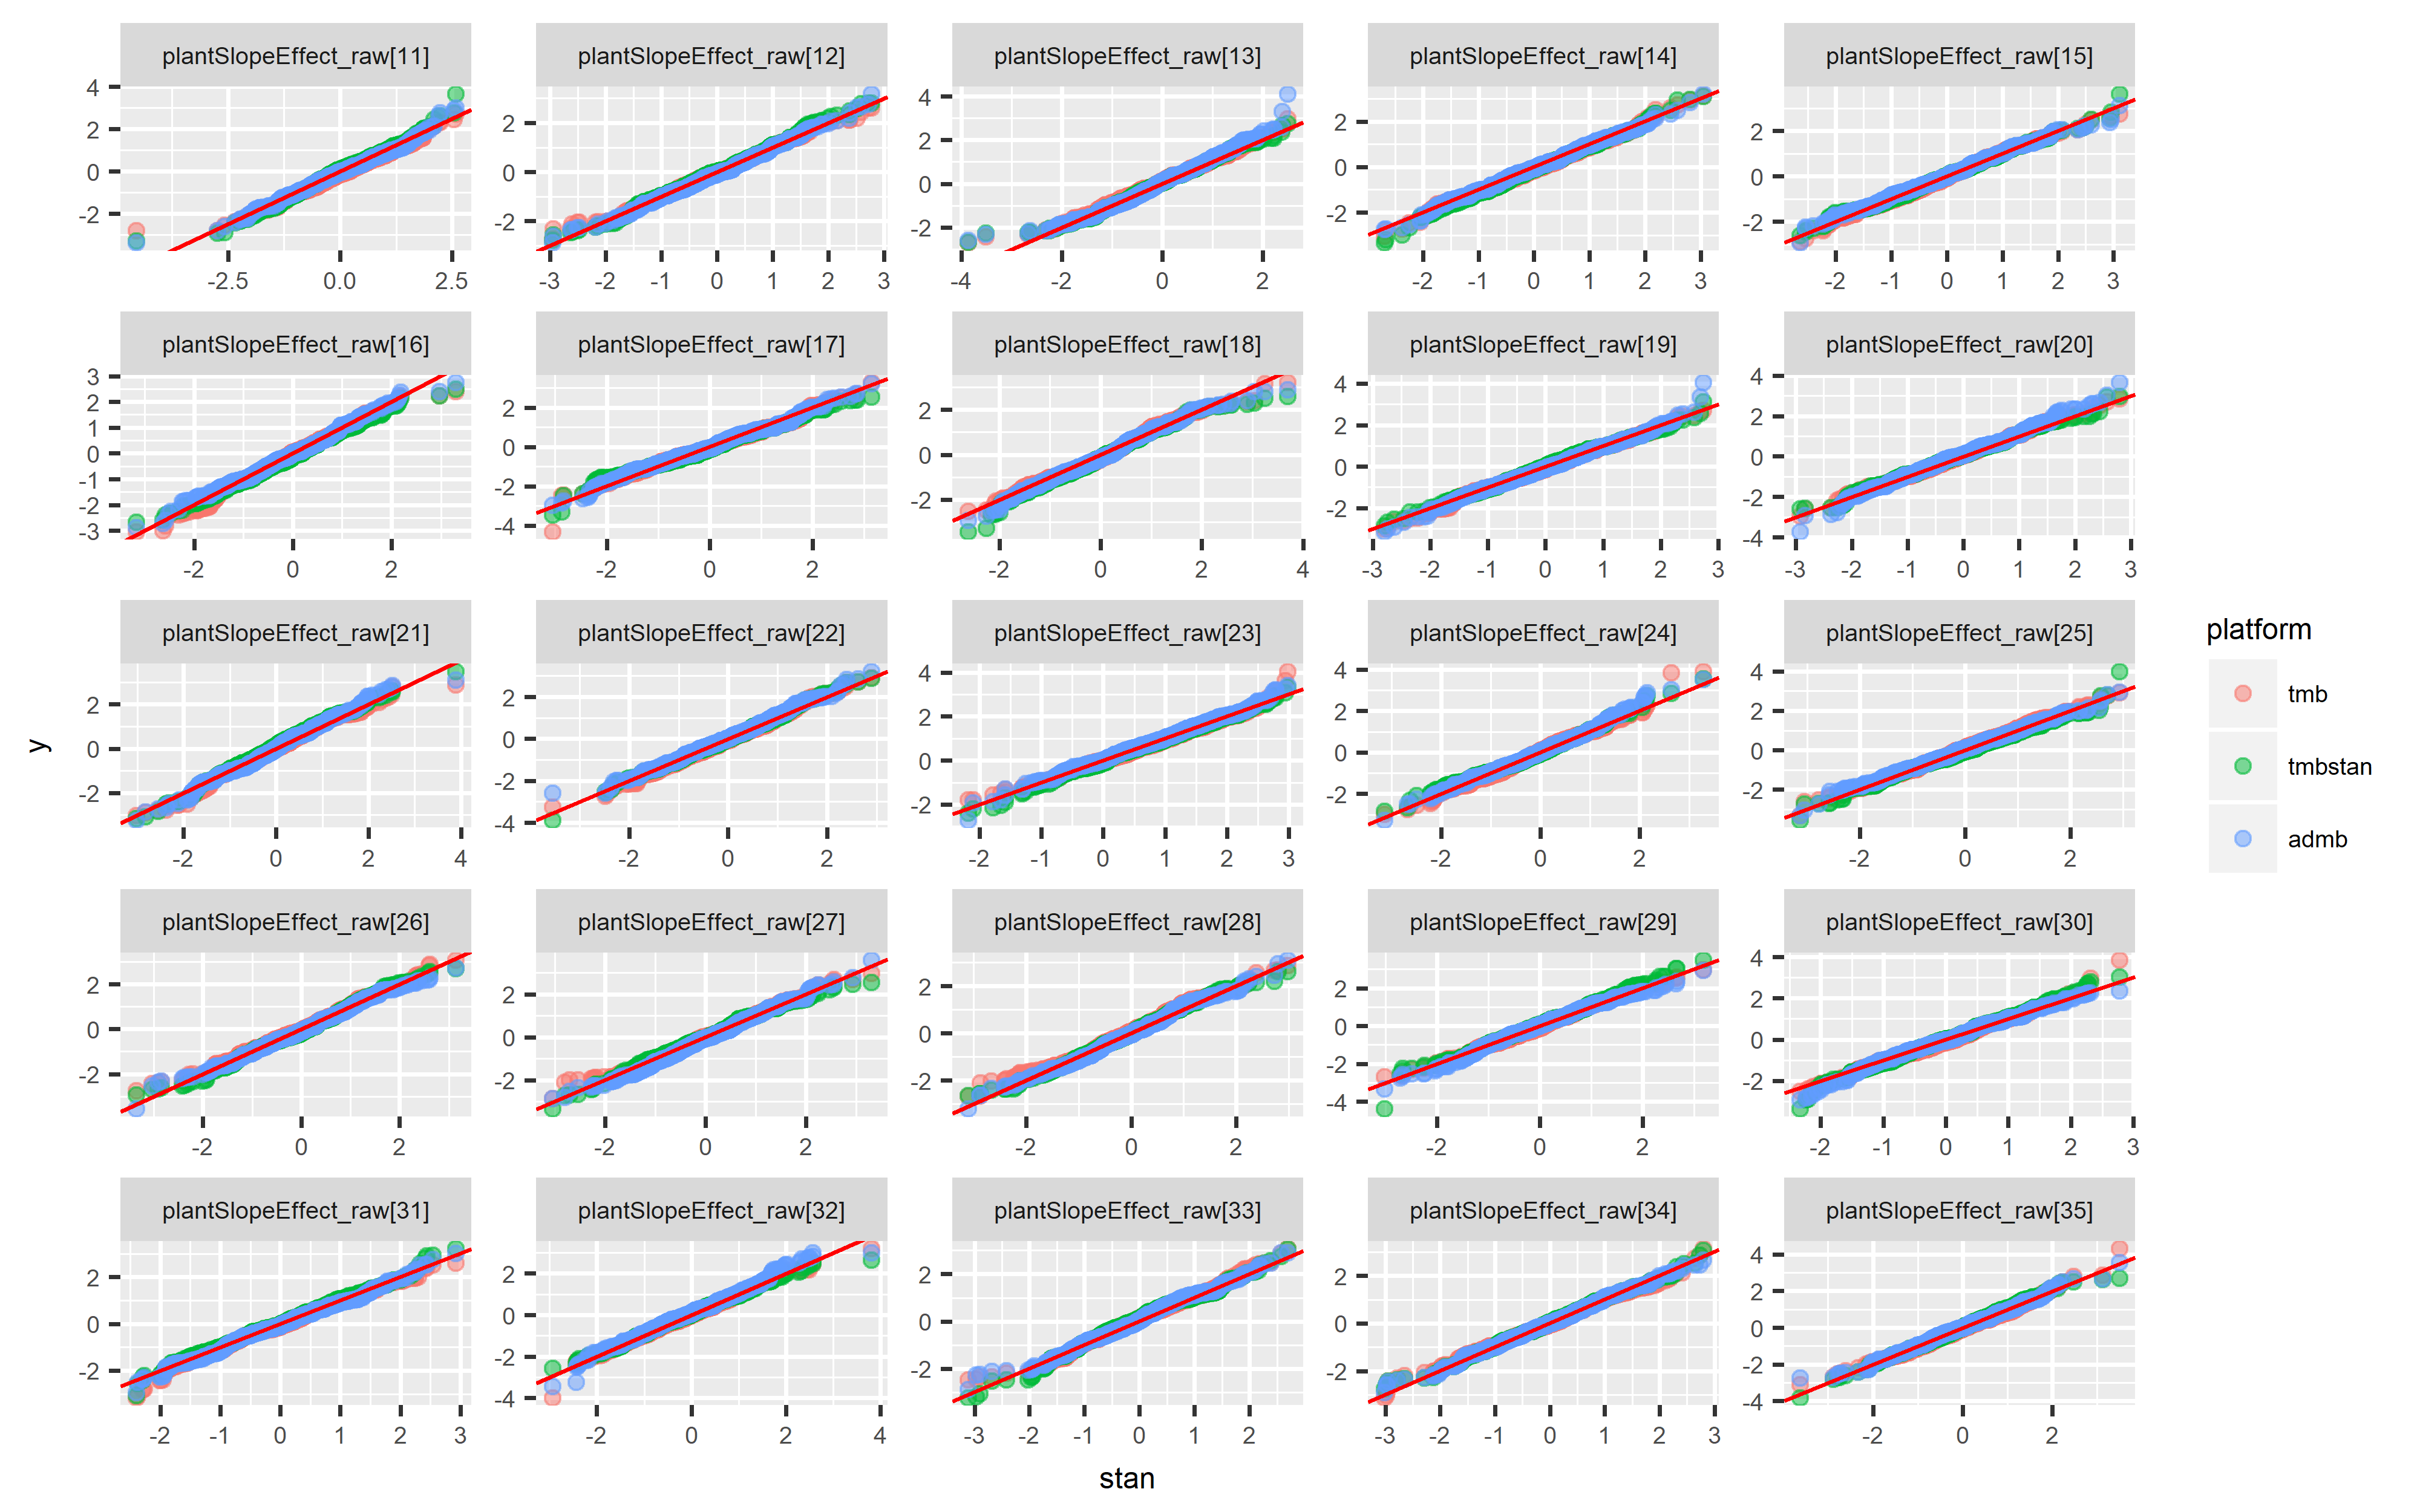 plantSlopeEffect_raw[11] plantSlopeEffect_raw[12] plantSlopeEffect_raw[13] plantSlopeEffect_raw[14] plantSlopeEffect_raw[15]
4 2 0 -2
2 0 -2
4 2 0 -2
2 0 -2
2 0 -2
-2.5 0.0 2.5
-3 -2 -1 0 1 2 3
-4 -2 0 2
-2 -1 0 1 2 3
-2 -1 0 1 2 3
plantSlopeEffect_raw[16] plantSlopeEffect_raw[17] plantSlopeEffect_raw[18] plantSlopeEffect_raw[19] plantSlopeEffect_raw[20]
3 2 1 0 -1 -2 -3
2 0 -2 -4
2 0 -2
4 2 0 -2
4 2 0 -2 -4
-2 0 2
-2 0 2
-2 0 2 4
-3 -2 -1 0 1 2 3
-3 -2 -1 0 1 2 3
plantSlopeEffect_raw[21] plantSlopeEffect_raw[22] plantSlopeEffect_raw[23] plantSlopeEffect_raw[24] plantSlopeEffect_raw[25]
2 0 -2
2 0 -2 -4
4 2 0 -2
4 2 0 -2
4 2 0 -2
-2 0 2 4
-2 0 2
-2 -1 0 1 2 3
-2 0 2
-2 0 2
plantSlopeEffect_raw[26] plantSlopeEffect_raw[27] plantSlopeEffect_raw[28] plantSlopeEffect_raw[29] plantSlopeEffect_raw[30]
2 0 -2
2 0 -2
2 0 -2
2 0 -2 -4
4 2 0 -2
-2 0 2
-2 0 2
-2 0 2
-2 0 2
-2 -1 0 1 2 3
plantSlopeEffect_raw[31] plantSlopeEffect_raw[32] plantSlopeEffect_raw[33] plantSlopeEffect_raw[34] plantSlopeEffect_raw[35]
2 0 -2
2 0 -2 -4
2 0 -2
2 0 -2
4 2 0 -2 -4
-2 -1 0 1 2 3
-2 0 2 4
-3 -2 -1 0 1 2
-3 -2 -1 0 1 2 3
-2 0 2
y
stan
platform
tmb
tmbstan
admb